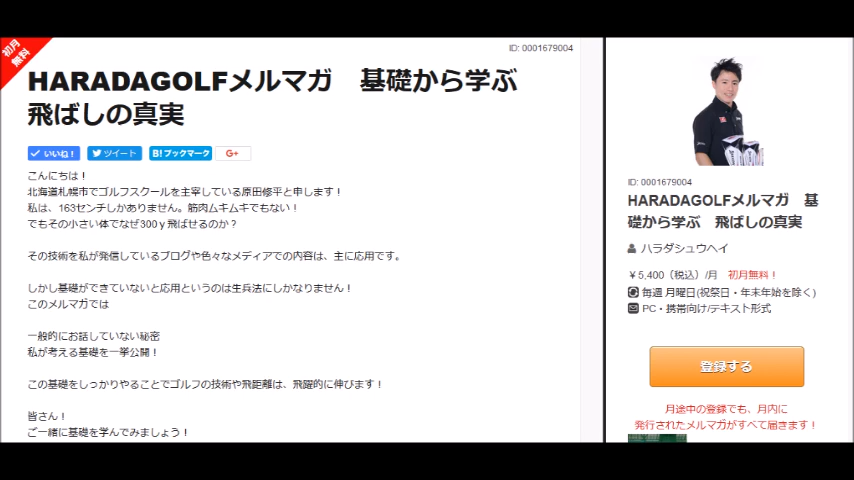 初月
無料
ID: 0001679004
HARADAGOLFメルマガ　基礎から学ぶ
飛ばしの真実
いいね！
ツイート
B!ブックマーク
G+
こんにちは！
北海道札幌市でゴルフスクールを主宰している原田修平と申します！
私は、163センチしかありません。筋肉ムキムキでもない！
でもその小さい体でなぜ300ｙ飛ばせるのか？
その技術を私が発信しているブログや色々なメディアでの内容は、主に応用です。
しかし基礎ができていないと応用というのは生兵法にしかなりません！
このメルマガでは
一般的にお話していない秘密
私が考える基礎を一挙公開！
この基礎をしっかりやることでゴルフの技術や飛距離は、飛躍的に伸びます！
皆さん！
ご一緒に基礎を学んでみましょう！
ID: 0001679004
HARADAGOLFメルマガ　基
礎から学ぶ　飛ばしの真実
ハラダシュウヘイ
￥5,400（税込）/月　初月無料！
毎週 月曜日(祝祭日・年末年始を除く)
PC・携帯向け/テキスト形式
登録する
月途中の登録でも、月内に
発行されたメルマガがすべて届きます！